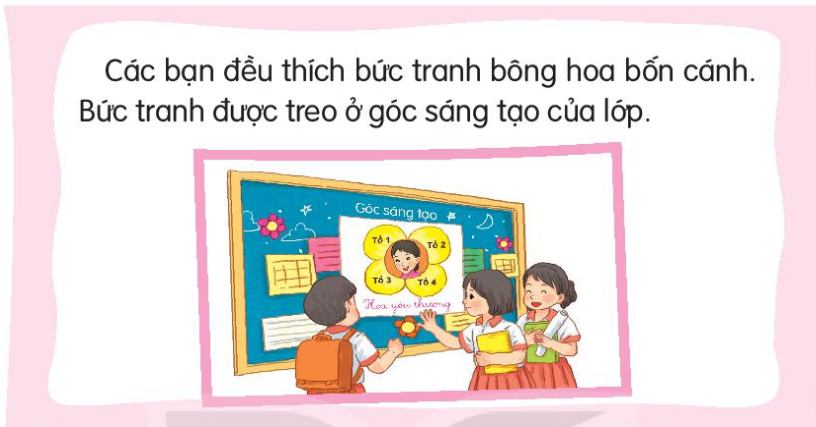 Các bạn đều thích bức tranh bông hoa bốn cánh.
Bức tranh được treo ở góc sáng tạo của lớp.
Góc sáng tạo
Tổ 1
Tổ 2
Tổ 3
Tổ 4
Hoa yêu thương